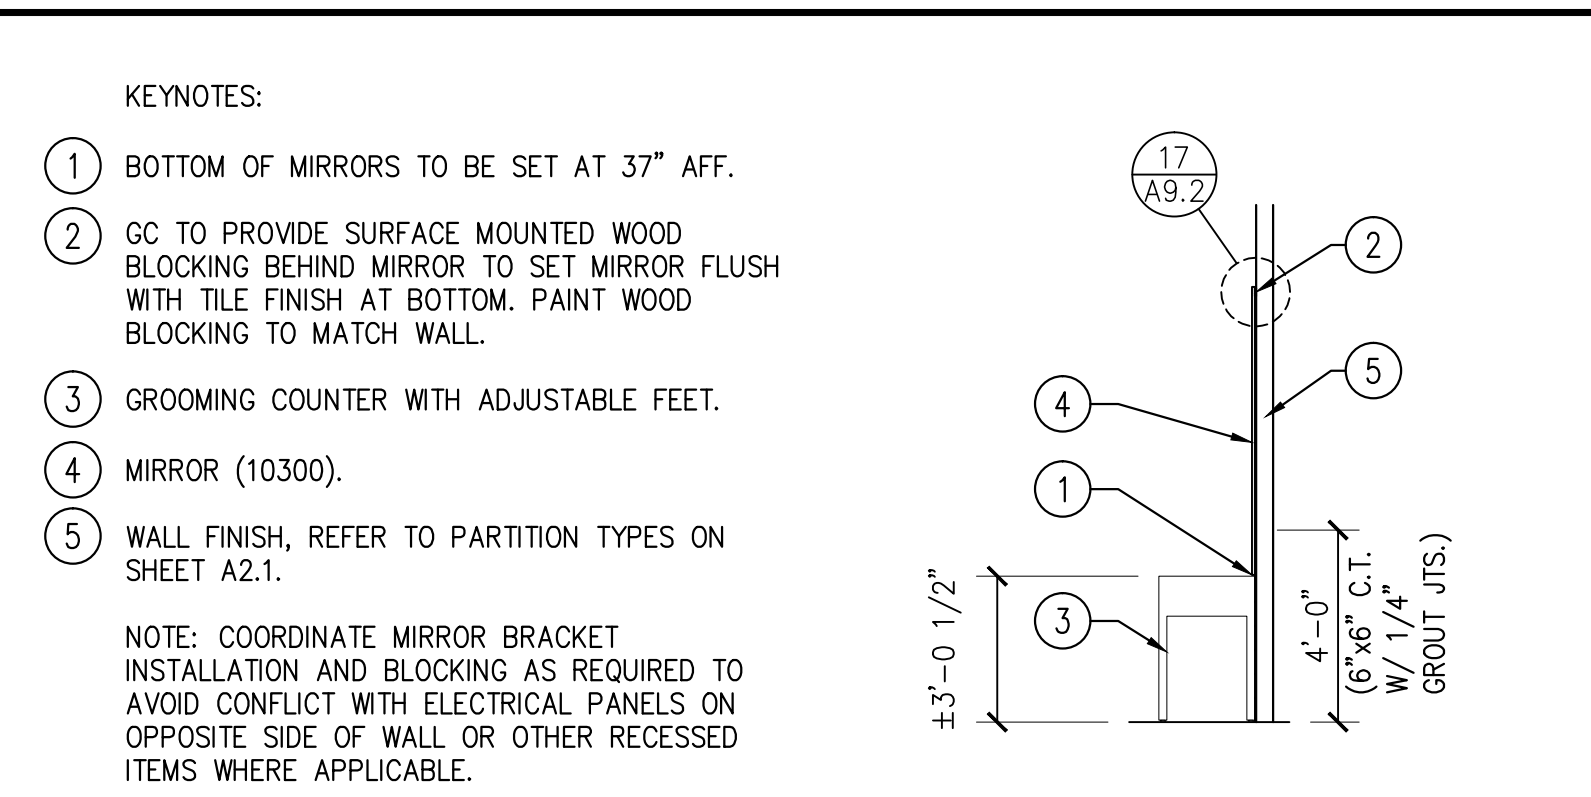 KEYNOTES:
1 BOTTOM OF MIRRORS TO BE SET AT 37" AFF.
2 GC TO PROVIDE SURFACE MOUNTED WOOD
BLOCKING BEHIND MIRROR TO SET MIRROR FLUSH
WITH TILE FINISH AT BOTTOM. PAINT WOOD
BLOCKING TO MATCH WALL.
3 GROOMING COUNTER WITH ADJUSTABLE FEET.
4 MIRROR (10300).
5 WALL FINISH, REFER TO PARTITION TYPES ON
SHEET A2.1.
NOTE: COORDINATE MIRROR BRACKET
INSTALLATION AND BLOCKING AS REQUIRED TO
AVOID CONFLICT WITH ELECTRICAL PANELS ON
OPPOSITE SIDE OF WALL OR OTHER RECESSED
ITEMS WHERE APPLICABLE.
17
A9.2
2
5
4
1
3
±3'-0 1/2"
4'-0"
(6"x6" C.T.
W/ 1/4"
GROUT JTS.)